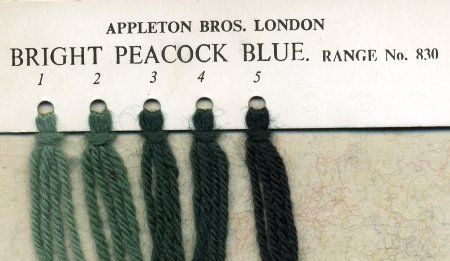 APPLETON BROS. LONDON
BRIGHT PEACOCK BLUE. RANGE No. 830
1 2 3 4 5